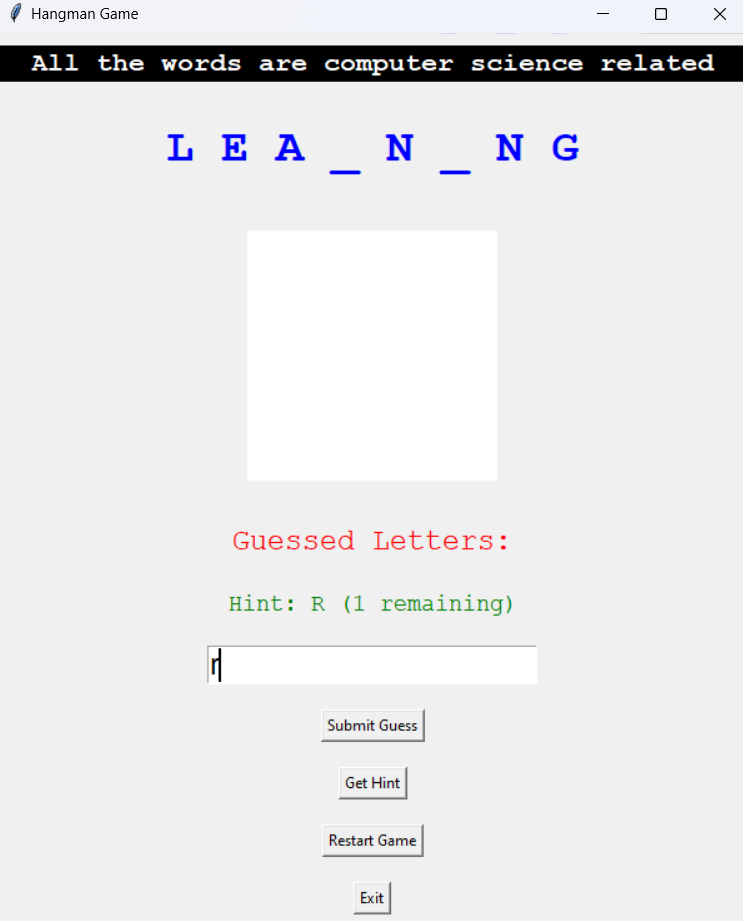 Hangman Game
All the words are computer science related
L E A _ N _ N G
Guessed Letters:
Hint: R (1 remaining)
r
Submit Guess
Get Hint
Restart Game
Exit